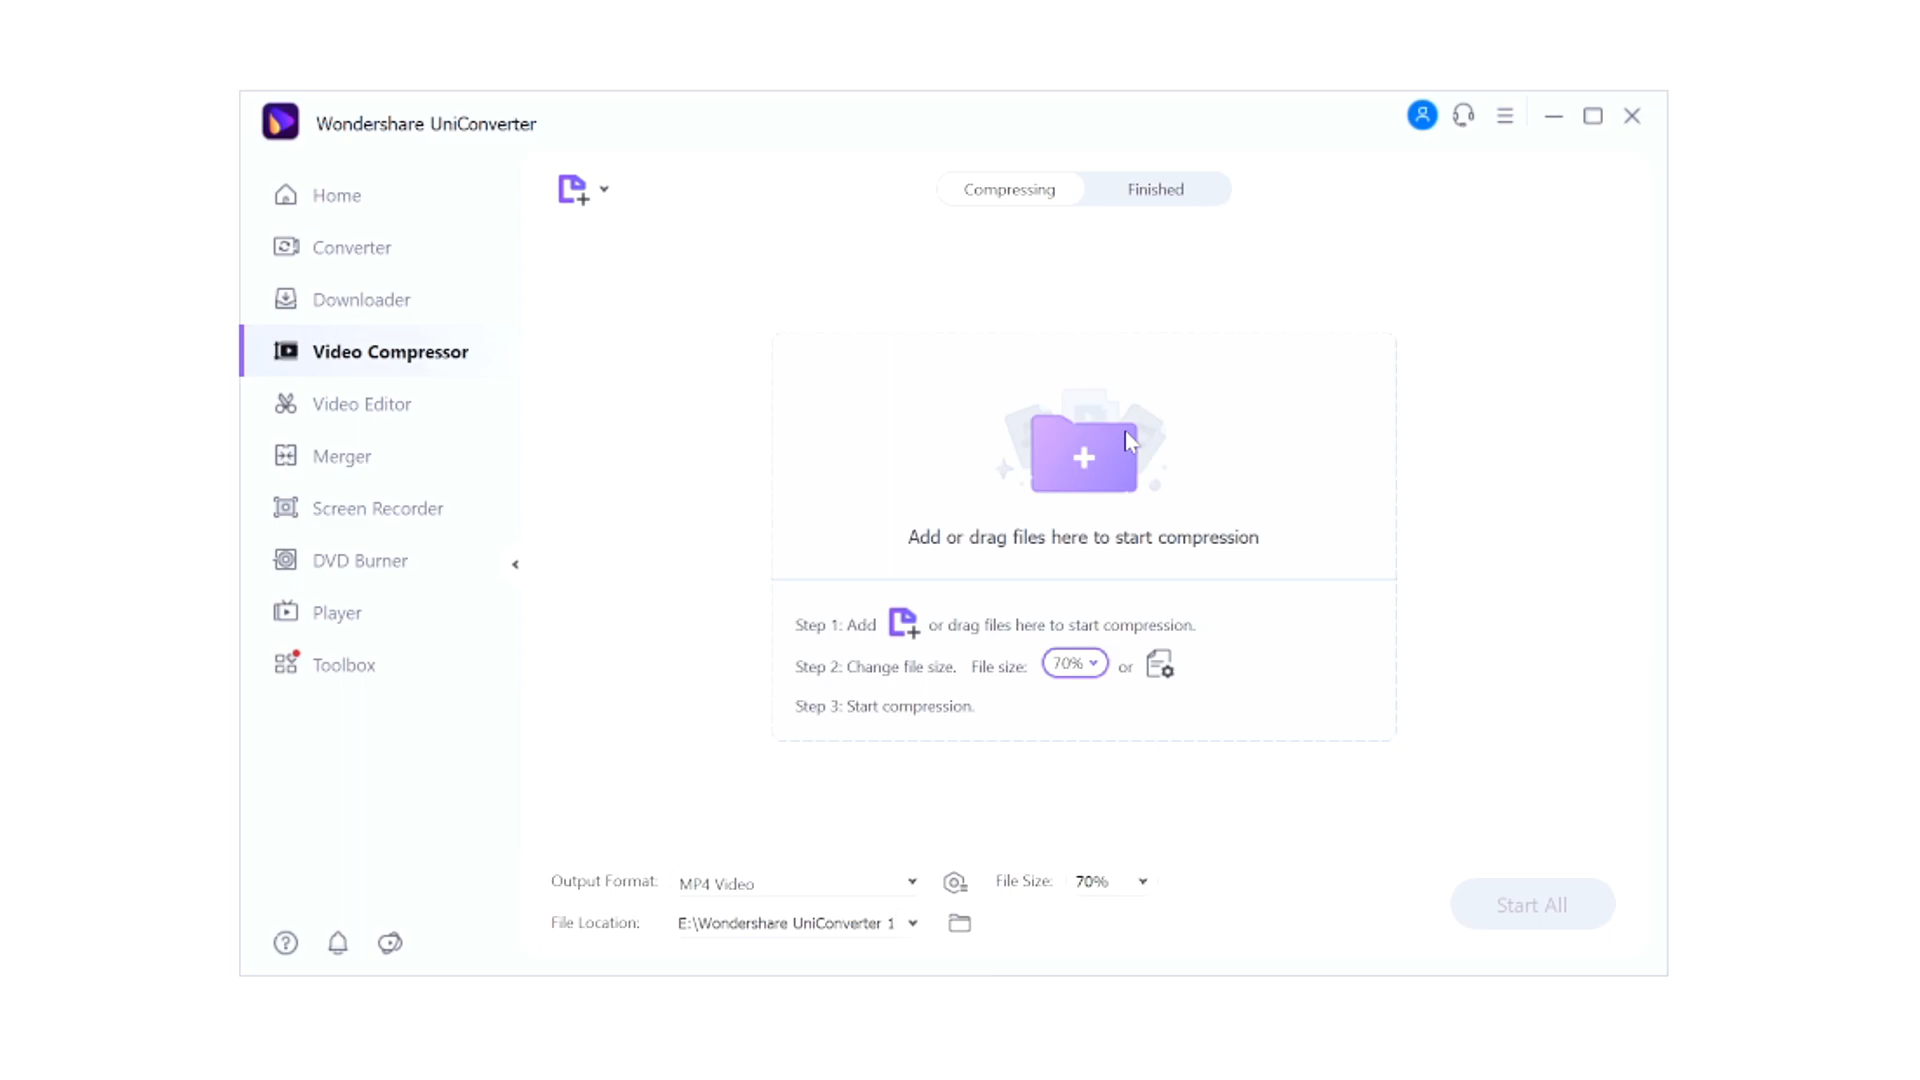 Wondershare UniConverter
Home
Converter
Downloader
Video Compressor
Video Editor
Merger
Screen Recorder
DVD Burner
Player
Toolbox
Compressing
Finished
Add or drag files here to start compression
Step 1: Add or drag files here to start compression.
Step 2: Change file size. File size: 70% or
Step 3: Start compression.
Output Format: MP4 Video File Size: 70%
File Location: E:\Wondershare UniConverter 1
Start All